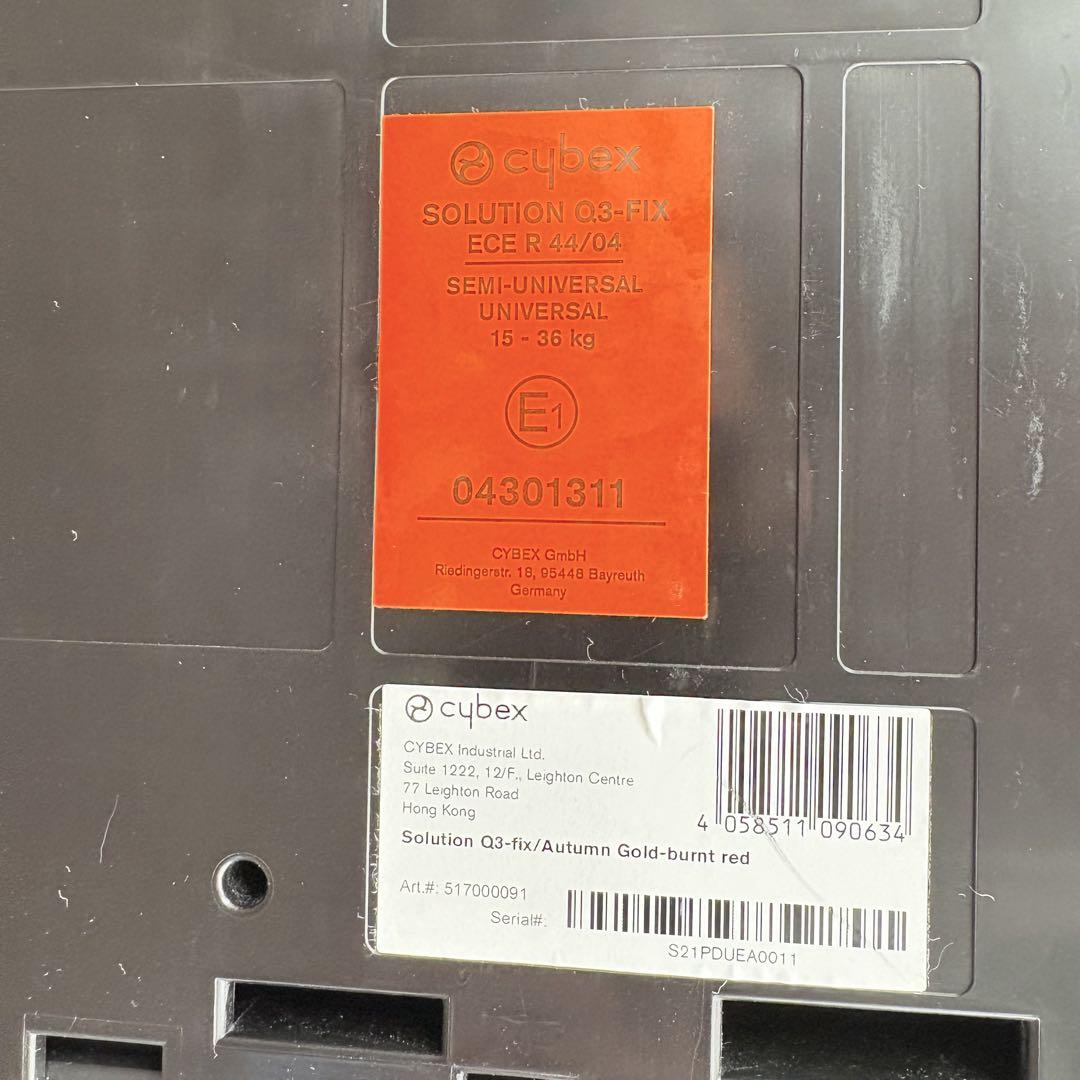 cybex
SOLUTION Q3-FIX
ECE R 44/04
SEMI-UNIVERSAL
UNIVERSAL
15 - 36 kg
E1
04301311
CYBEX GmbH
Riedingerstr. 18, 95448 Bayreuth
Germany
cybex
CYBEX Industrial Ltd.
Suite 1222, 12/F., Leighton Centre
77 Leighton Road
Hong Kong
4 058511 090634
Solution Q3-fix/Autumn Gold-burnt red
Art.#: 517000091
Serial#:
S21PDUEA0011